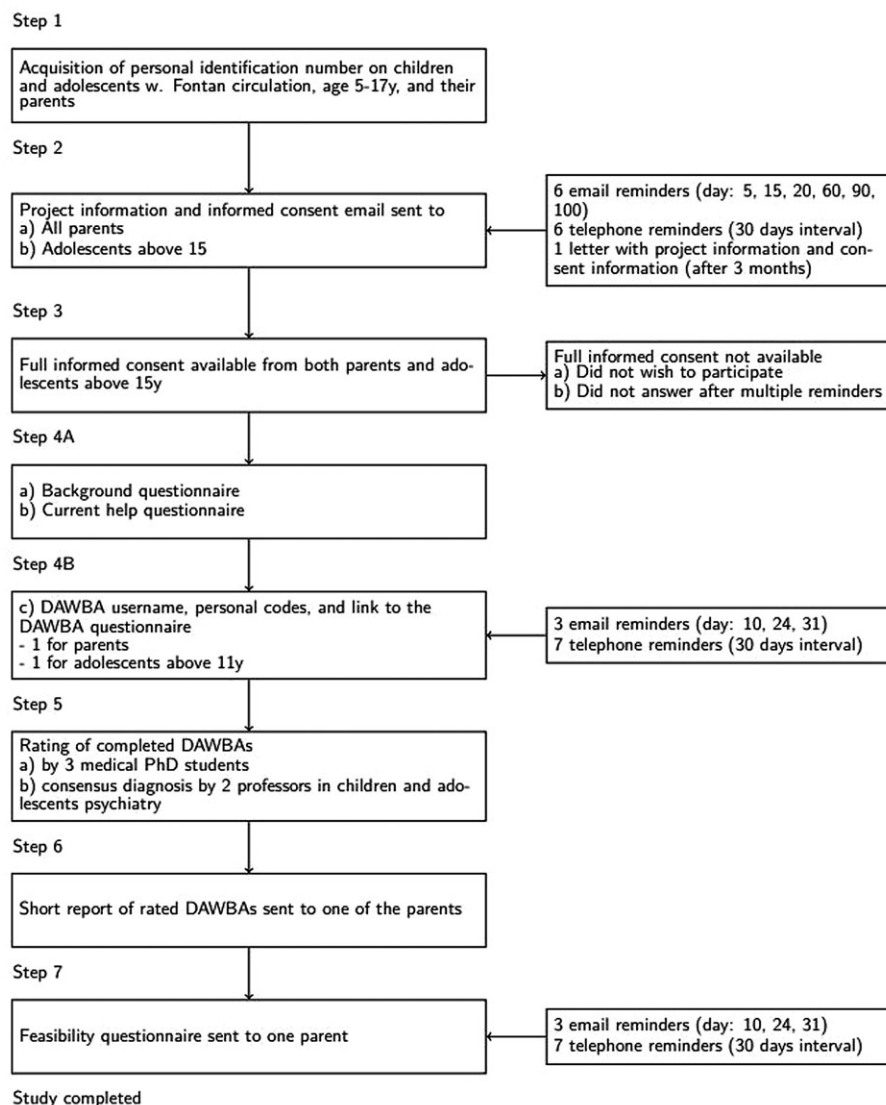 Step 1
Acquisition of personal identification number on children
and adolescents w. Fontan circulation, age 5-17y, and their
parents
Step 2
Project information and informed consent email sent to
a) All parents
b) Adolescents above 15
6 email reminders (day: 5, 15, 20, 60, 90,
100)
6 telephone reminders (30 days interval)
1 letter with project information and con-
sent information (after 3 months)
Step 3
Full informed consent available from both parents and ado-
lescents above 15y
Full informed consent not available
a) Did not wish to participate
b) Did not answer after multiple reminders
Step 4A
a) Background questionnaire
b) Current help questionnaire
Step 4B
c) DAWBA username, personal codes, and link to the
DAWBA questionnaire
- 1 for parents
- 1 for adolescents above 11y
3 email reminders (day: 10, 24, 31)
7 telephone reminders (30 days interval)
Step 5
Rating of completed DAWBAs
a) by 3 medical PhD students
b) consensus diagnosis by 2 professors in children and ado-
lescents psychiatry
Step 6
Short report of rated DAWBAs sent to one of the parents
Step 7
Feasibility questionnaire sent to one parent
3 email reminders (day: 10, 24, 31)
7 telephone reminders (30 days interval)
Study completed